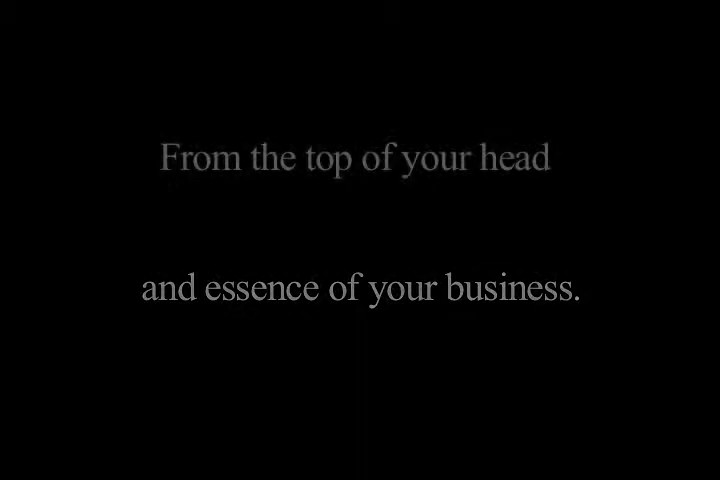 From the top of your head
and essence of your business.